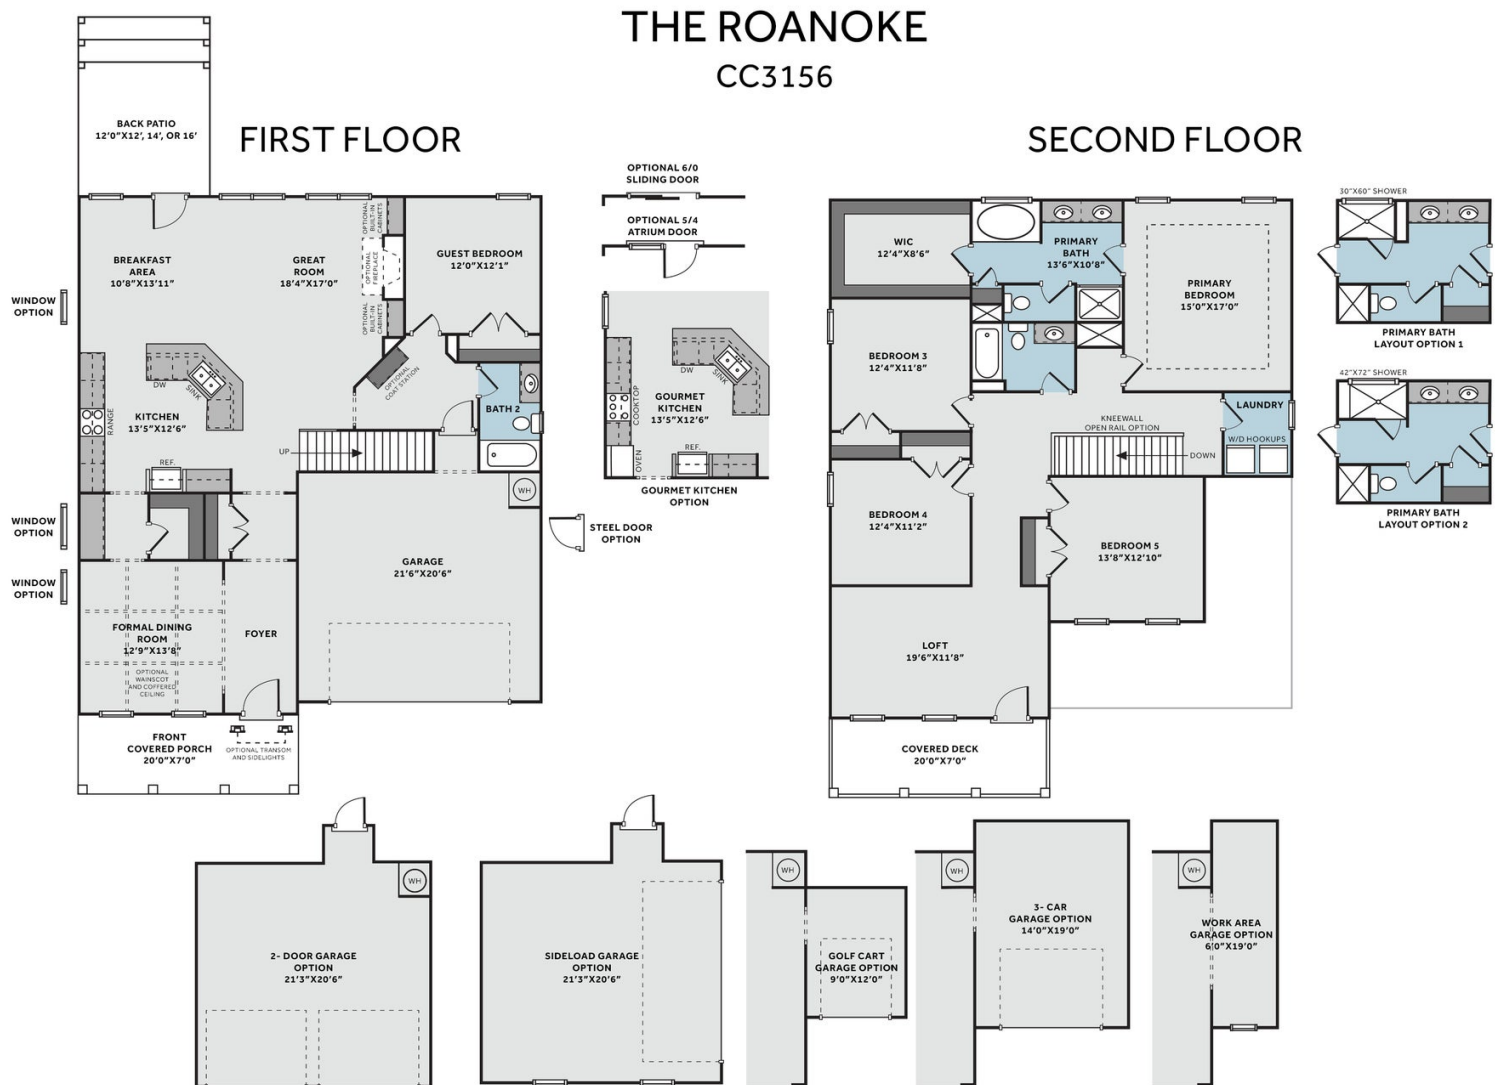 THE ROANOKE
CC3156
FIRST FLOOR
BACK PATIO
12'0"X12', 14', OR 16'
BREAKFAST
AREA
10'8"X13'11"
GREAT
ROOM
18'4"X17'0"
OPTIONAL
BUILT-IN
CABINETS
OPTIONAL
FIREPLACE
OPTIONAL
BUILT-IN
CABINETS
GUEST BEDROOM
12'0"X12'1"
WINDOW
OPTION
OPTIONAL
COAT STATION
DW
SINK
KITCHEN
13'5"X12'6"
RANGE
BATH 2
UP
REF.
WH
WINDOW
OPTION
WINDOW
OPTION
STEEL DOOR
OPTION
GARAGE
21'6"X20'6"
FORMAL DINING
ROOM
12'9"X13'8"
OPTIONAL
WAINSCOT
AND COFFERED
CEILING
FOYER
FRONT
COVERED PORCH
20'0"X7'0"
OPTIONAL TRANSOM
AND SIDELIGHTS
OPTIONAL 6/0
SLIDING DOOR
OPTIONAL 5/4
ATRIUM DOOR
DW
SINK
COOKTOP
GOURMET
KITCHEN
13'5"X12'6"
OVEN
REF.
GOURMET KITCHEN
OPTION
SECOND FLOOR
WIC
12'4"X8'6"
PRIMARY
BATH
13'6"X10'8"
PRIMARY
BEDROOM
15'0"X17'0"
BEDROOM 3
12'4"X11'8"
KNEEWALL
OPEN RAIL OPTION
DOWN
LAUNDRY
W/D HOOKUPS
BEDROOM 4
12'4"X11'2"
BEDROOM 5
13'8"X12'10"
LOFT
19'6"X11'8"
COVERED DECK
20'0"X7'0"
30"X60" SHOWER
PRIMARY BATH
LAYOUT OPTION 1
42"X72" SHOWER
PRIMARY BATH
LAYOUT OPTION 2
WH
2- DOOR GARAGE
OPTION
21'3"X20'6"
SIDELOAD GARAGE
OPTION
21'3"X20'6"
WH
GOLF CART
GARAGE OPTION
9'0"X12'0"
WH
3- CAR
GARAGE OPTION
14'0"X19'0"
WH
WORK AREA
GARAGE OPTION
6'0"X19'0"